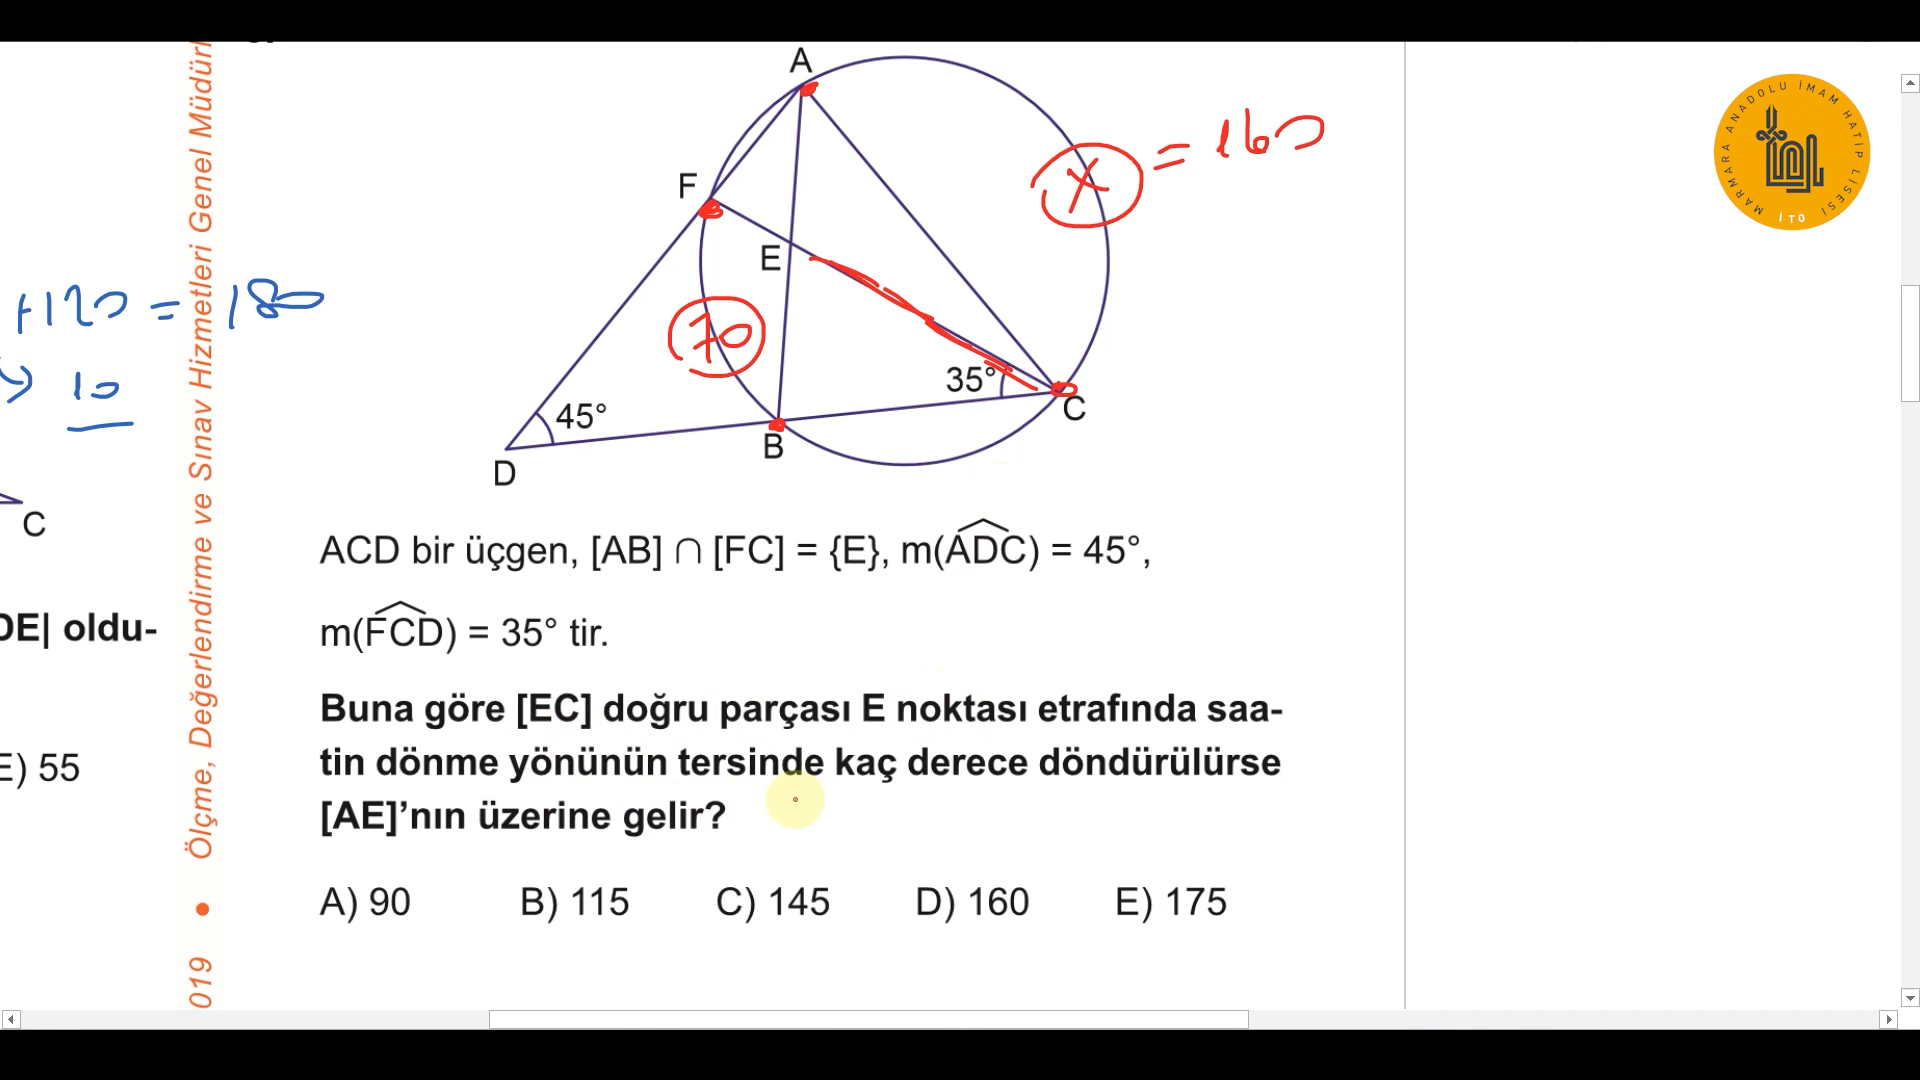 A
F
E
35°
45°
C
B
D
x = 160
70
+120 = 180
10
C
ACD bir üçgen, [AB] ∩ [FC] = {E}, m(ADC) = 45°,
m(FCD) = 35° tir.
Buna göre [EC] doğru parçası E noktası etrafında saa-
tin dönme yönünün tersinde kaç derece döndürülürse
[AE]’nın üzerine gelir?
A) 90 B) 115 C) 145 D) 160 E) 175
DE| oldu-
E) 55
019 • Ölçme, Değerlendirme ve Sınav Hizmetleri Genel Müdürl
MARMARA ANADOLU İMAM HATİP LİSESİ
İTO